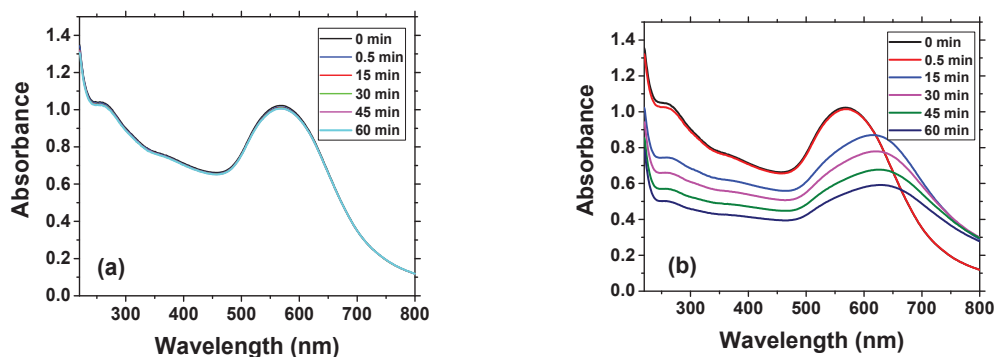 Absorbance
1.4
1.2
1.0
0.8
0.6
0.4
0.2
0.0
0 min
0.5 min
15 min
30 min
45 min
60 min
(a)
300 400 500 600 700 800
Wavelength (nm)
Absorbance
1.4
1.2
1.0
0.8
0.6
0.4
0.2
0.0
0 min
0.5 min
15 min
30 min
45 min
60 min
(b)
300 400 500 600 700 800
Wavelength (nm)